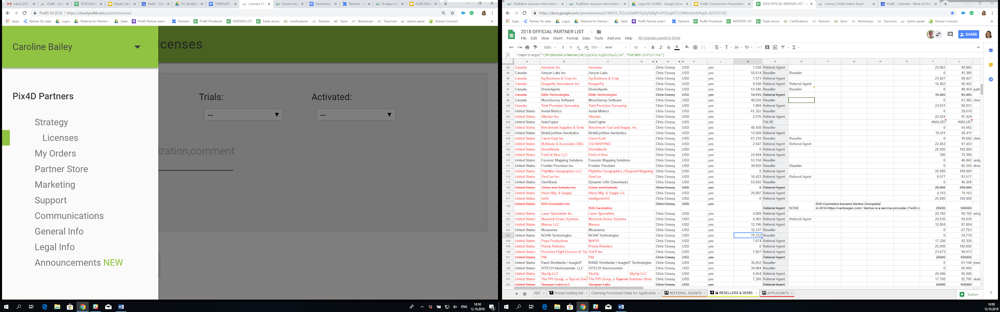 Inbox (21) -
Pix4D - Dro
2018 SALES
Master_Part
Pix4D - Cale
01_Templat
TEMPLATE -
Licenses | P
Drone map
Partnership
Partners - S
6 major con
Pix4D Partn
Pix4D SA [CH] | https://cloud.pix4d.com/partner/license/
Apps Partner NL stats Logos Material for Partners Sales Pix4D Partner event Partners Pix4D Pricebook PARTNER LIST Trade shows Certifications Partners Store Workshops Train/cert Admin panel Partner Contract »
Caroline Bailey
icenses
Pix4D Partners
Strategy
Licenses
My Orders
Partner Store
Marketing
Support
Communications
General Info
Legal Info
Announcements NEW
Trials: Activated:
-- --
ization,comment
ENG 18:50
12.10.2018
8
Pix4Dbim: business information
Pix4Dbim: business information
Logos for SHARE - Google Drive
Pix4D Construction Presentation
2018 OFFICIAL PARTNER LIST - G
License | Pix4D Admin Panel
Pix4D - Calendar - Week of Octo
https://docs.google.com/spreadsheets/d/1W3V5_TE2ool2bB8FDp9yQ6fgPoiPOGwjIIl7LL3W0o8/edit#gid=823332162
Apps Partner NL stats Logos Material for Partners Sales Pix4D Partner event Partners Pix4D Pricebook PARTNER LIST Trade shows Certifications Partners Store Workshops Train/cert Admin panel Partner Contract »
2018 OFFICIAL PARTNER LIST
File Edit View Insert Format Data Tools Add-ons Help All changes saved in Drive
SHARE
100% $ % .0 .00 123 Arial 10 B I S A
fx =importrange("1jMTzBHGsbkLHJNmz6Wsj4EiyyEACq-GjQ63IhyalL3o","PARTNER-STATS!C166")
A B C D G K L M N O P Q R S T U
93 Canada Aeromao Inc. Aeromao Chris Cressy USD yes 1,038 Referral Agent 23,962 98,962
94 Canada Aeryon Labs Inc. Aeryon Labs Chris Cressy USD yes 58,614 Reseller Reseller 0 41,386
95 Canada Ag Business & Crop Inc Ag Business & Crop Chris Cressy USD yes 1,573 Referral Agent 23,427 98,427
96 Canada Draganfly Innovations Inc. DraganFly Chris Cressy USD yes 9,548 Referral Agent Referral Agent 15,452 90,452
97 Canada DroneXperts DroneXperts Chris Cressy USD yes 51,546 Reseller Reseller 0 48,454 patri
98 Canada Kildir Technologies Kildir Technologies Chris Cressy USD yes 14,515 Referral Agent 10,485 85,485
99 Canada MicroSurvey Software MicroSurvey Software Chris Cressy USD yes 48,635 Reseller 0 51,365 cher
100 Canada Total Precision Surveying Total Precision Surveying Chris Cressy USD yes 1,969 Referral Agent 23,031 98,031
101 United States Aerial Metrics Aerial Metrics Chris Cressy USD yes 61,322 Reseller 0 38,678
102 United States Altavian Inc. Altavian Chris Cressy USD yes 2,576 Referral Agent 22,424 97,424
103 United States AutoCopter AutoCopter Chris Cressy USD yes FALSE #VALUE! #VALUE!
104 United States Benchmark Supplies & Tools Benchmark Tool and Supply, Inc. Chris Cressy USD yes 45,438 Reseller 0 54,562
105 United States BirdsEyeView Aerobotics BirdsEyeView Aerobotics Chris Cressy USD yes 14,589 Referral Agent 10,411 85,411
106 United States Caron East Inc Caron East Chris Cressy USD yes 61,318 Reseller Reseller 0 38,682 chris
107 United States McKinzie & Associates DBA CSI MAPPING Chris Cressy USD yes 2,547 Referral Agent Referral Agent 22,453 97,453
108 United States DroneNerds DroneNerds Chris Cressy USD yes 0 Referral Agent 25,000 100,000
109 United States Field of View LLC Field of View Chris Cressy USD yes 24,694 Referral Agent 306 75,306
110 United States Forensic Mapping Solutions Forensic Mapping Solutions Chris Cressy USD yes 53,158 Reseller 0 46,842 andy
111 United States Frontier Precision Inc. Frontier Precision Chris Cressy USD yes 39,655 Reseller Reseller 0 60,345 drew
112 United States Flightline Geographics LLC Flightline Geographics (Waypoint Mapping) Chris Cressy USD yes 0 Referral Agent 25,000 100,000
113 United States GeoCue Inc. GeoCue Chris Cressy USD yes 16,423 Referral Agent Referral Agent 8,577 83,577
114 United States GeoShack Dynamic UAV (Geoshack) Chris Cressy USD yes 53,692 Reseller 0 46,308
115 United States Griner and Schmitz Inc. Griner and Schmitz Chris Cressy USD yes 0 Referral Agent 25,000 100,000
116 United States Hixon Mfg. & Supply Hixon Mfg. & Supply Co. Chris Cressy USD yes 20,897 Referral Agent 4,103 79,103
117 United States iUAS intelligentUAS Chris Cressy USD yes 0 Referral Agent 25,000 100,000
118 United States ISIS Geomatics Inc ISIS Geomatics Chris Cressy USD yes Referral Agent NONE ISIS Geomatics became Ventus Geospatial
in 2014 https://ventusgeo.com/ Ventus is a service prrovider, Pix4D c 25000 100000
119 United States Laser Specialists Inc. Laser Specialists Chris Cressy USD yes 4,808 Referral Agent 20,192 95,192 eric@
120 United States Maverick Drone Systems Maverick Drone Systems Chris Cressy USD yes 4,365 Referral Agent Referral Agent 20,635 95,635
121 United States Maxsur LLC Maxsur Chris Cressy USD yes 12,196 Referral Agent 12,804 87,804
122 United States Micasense Micasense Chris Cressy USD yes 32,237 Reseller 0 67,763
123 United States NOAR Technologies NOAR Technologies Chris Cressy USD yes 70,222 Reseller 0 29,778
124 United States Peau Productions MAPIR Chris Cressy USD yes 7,674 Referral Agent 17,326 92,326
125 United States Prioria Robotics Prioria Robotics Chris Cressy USD yes 0 Referral Agent 25,000 100,000
126 United States Precision Flight Devices (E-Ter 3GLP Inc Chris Cressy USD yes 1,927 Referral Agent 23,073 98,073
127 United States PSI PSI Chris Cressy USD yes Referral Agent 25000 100000
128 United States Rand Worldwide / ImaginIT RAND Worldwide | ImaginIT Technologies Chris Cressy USD yes 38,852 Reseller 0 61,148 jmes
129 United States SITECH Intermountain, LLC SITECH Intermountain Chris Cressy USD yes 34,994 Reseller 0 65,006
130 United States SkyOp LLC SkyOp SkyOp LLC Chris Cressy USD yes 4,054 Referral Agent 20,946 95,946
131 United States The PPI Group, a Topcon Solu The PPI Group, a Topcon Solutions Store Chris Cressy USD yes 7,300 Referral Agent 17,700 92,700 skat
132 United States Terrapan Labs LLC Terrapan Labs Chris Cressy USD yes Referral Agent 25000 100000
REF 1 Postal mailing list Cleaning Formstack Data for Applicants 14 REFERRAL AGENTS 4 RESELLERS & OEMS 34 APPLICANTS Explore
18:50
12.10.2018